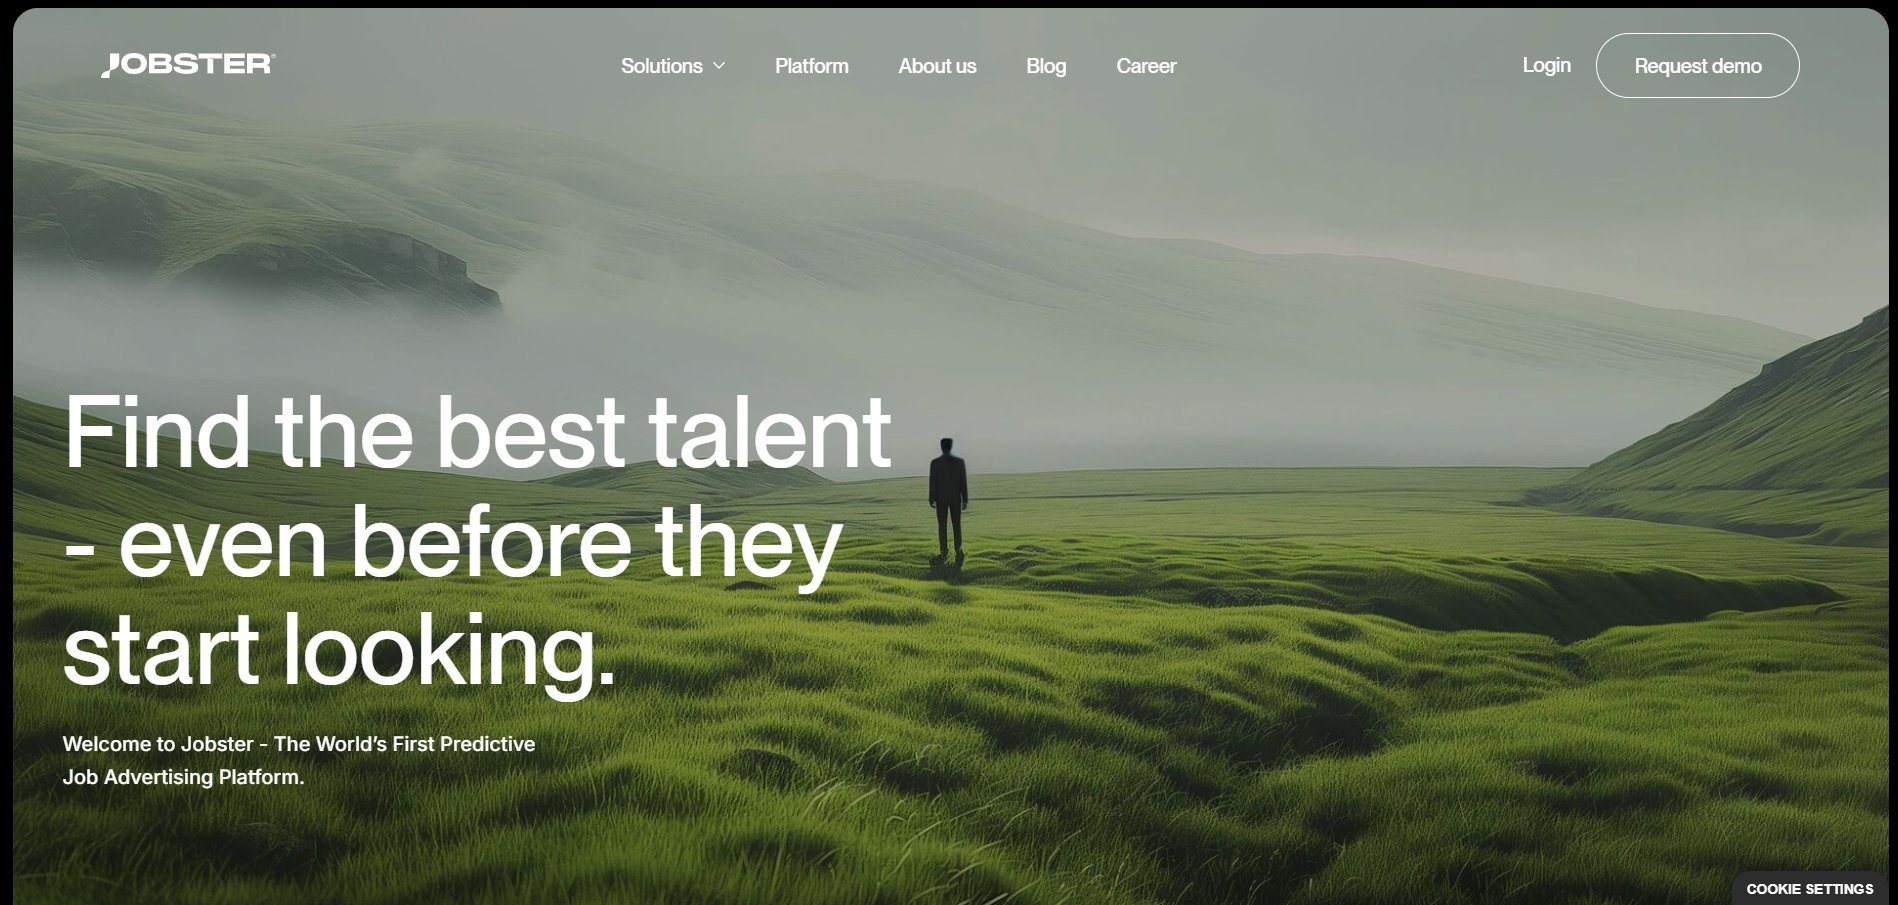 JOBSTER®
Solutions
Platform
About us
Blog
Career
Login
Request demo
Find the best talent
- even before they
start looking.
Welcome to Jobster - The World’s First Predictive
Job Advertising Platform.
COOKIE SETTINGS